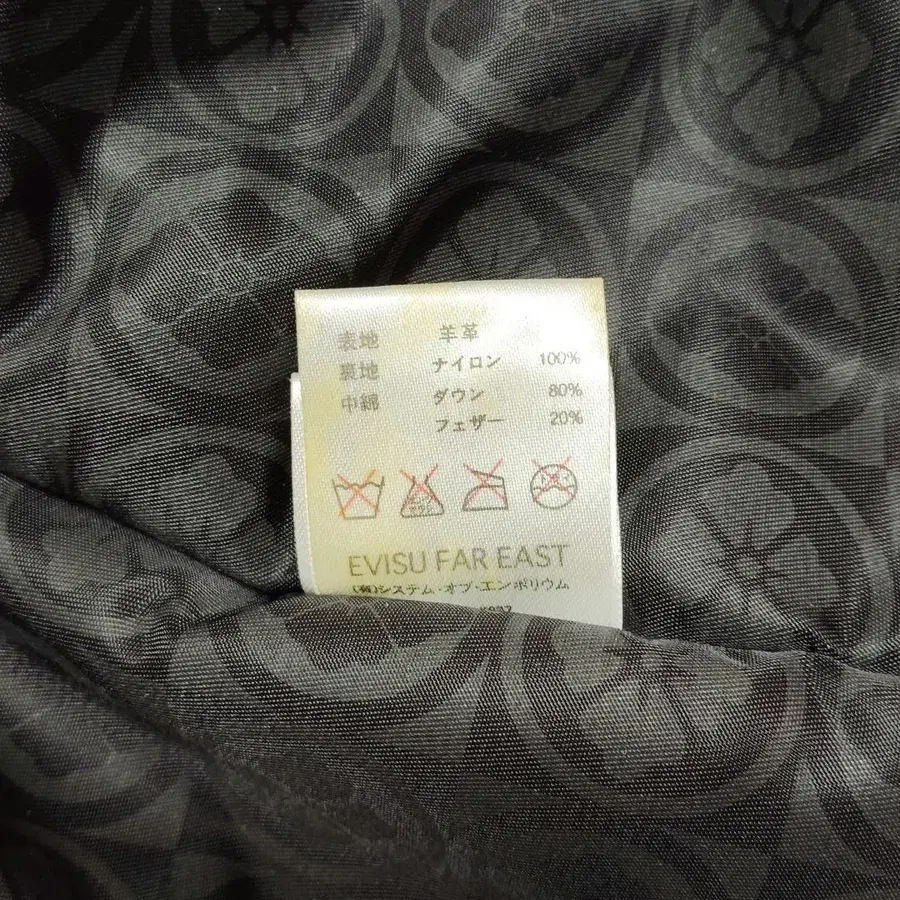 表地 羊革
裏地 ナイロン 100%
中綿 ダウン 80%
フェザー 20%
EVISU FAR EAST
(有)システム・オブ・エンポリウム